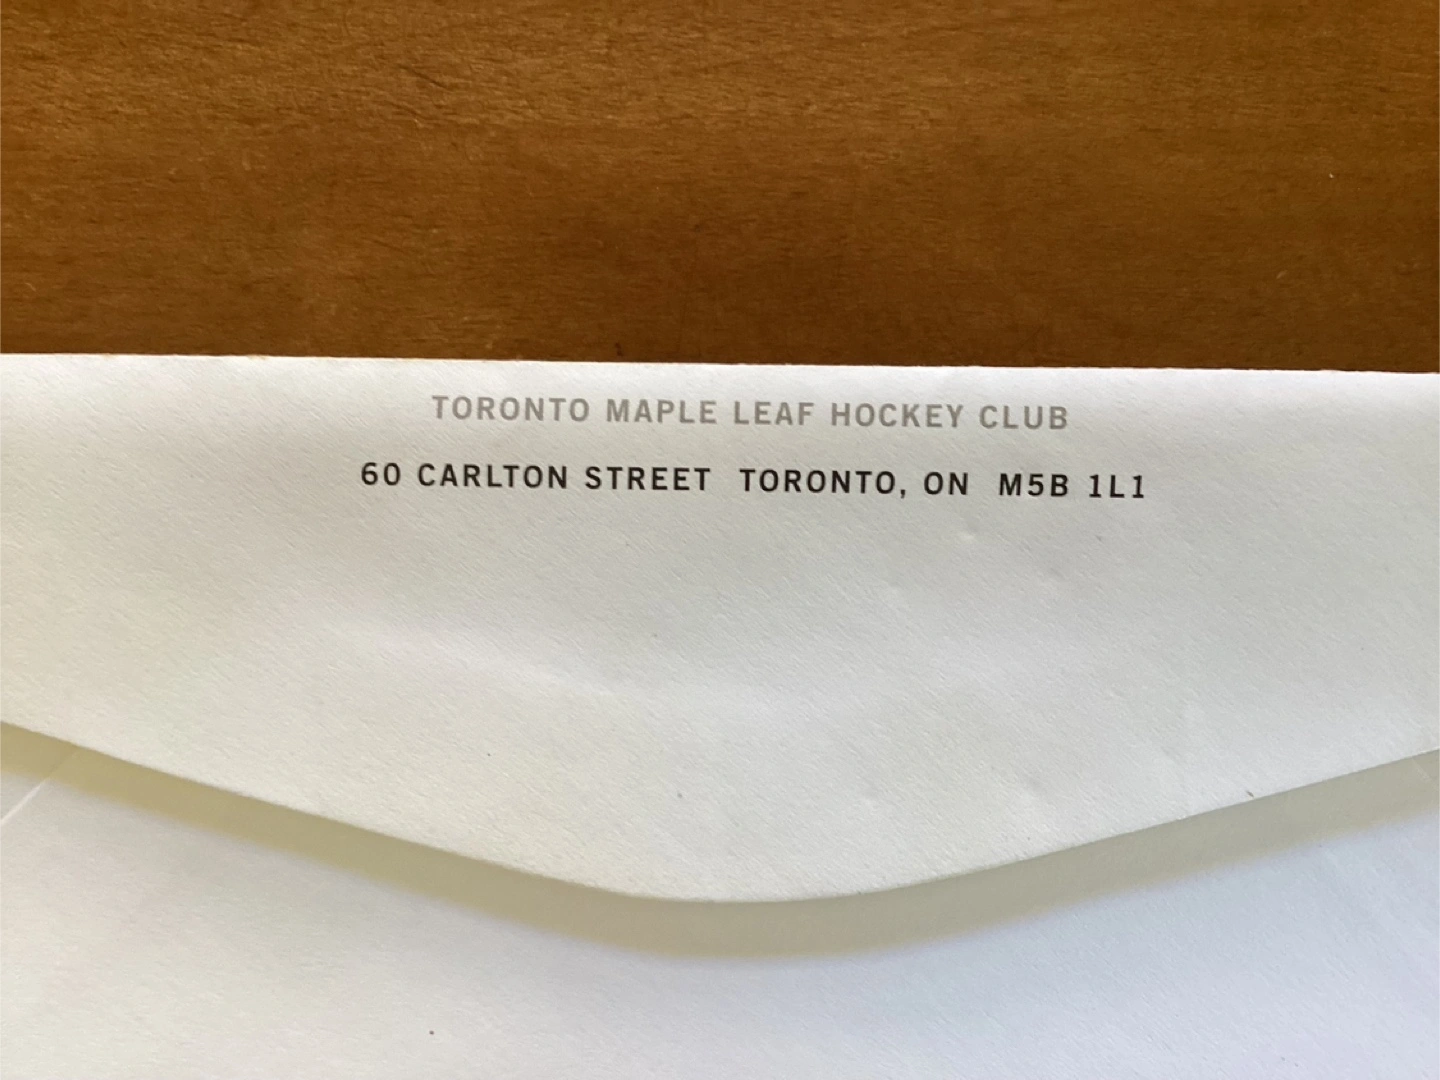 TORONTO MAPLE LEAF HOCKEY CLUB
60 CARLTON STREET TORONTO, ON M5B 1L1